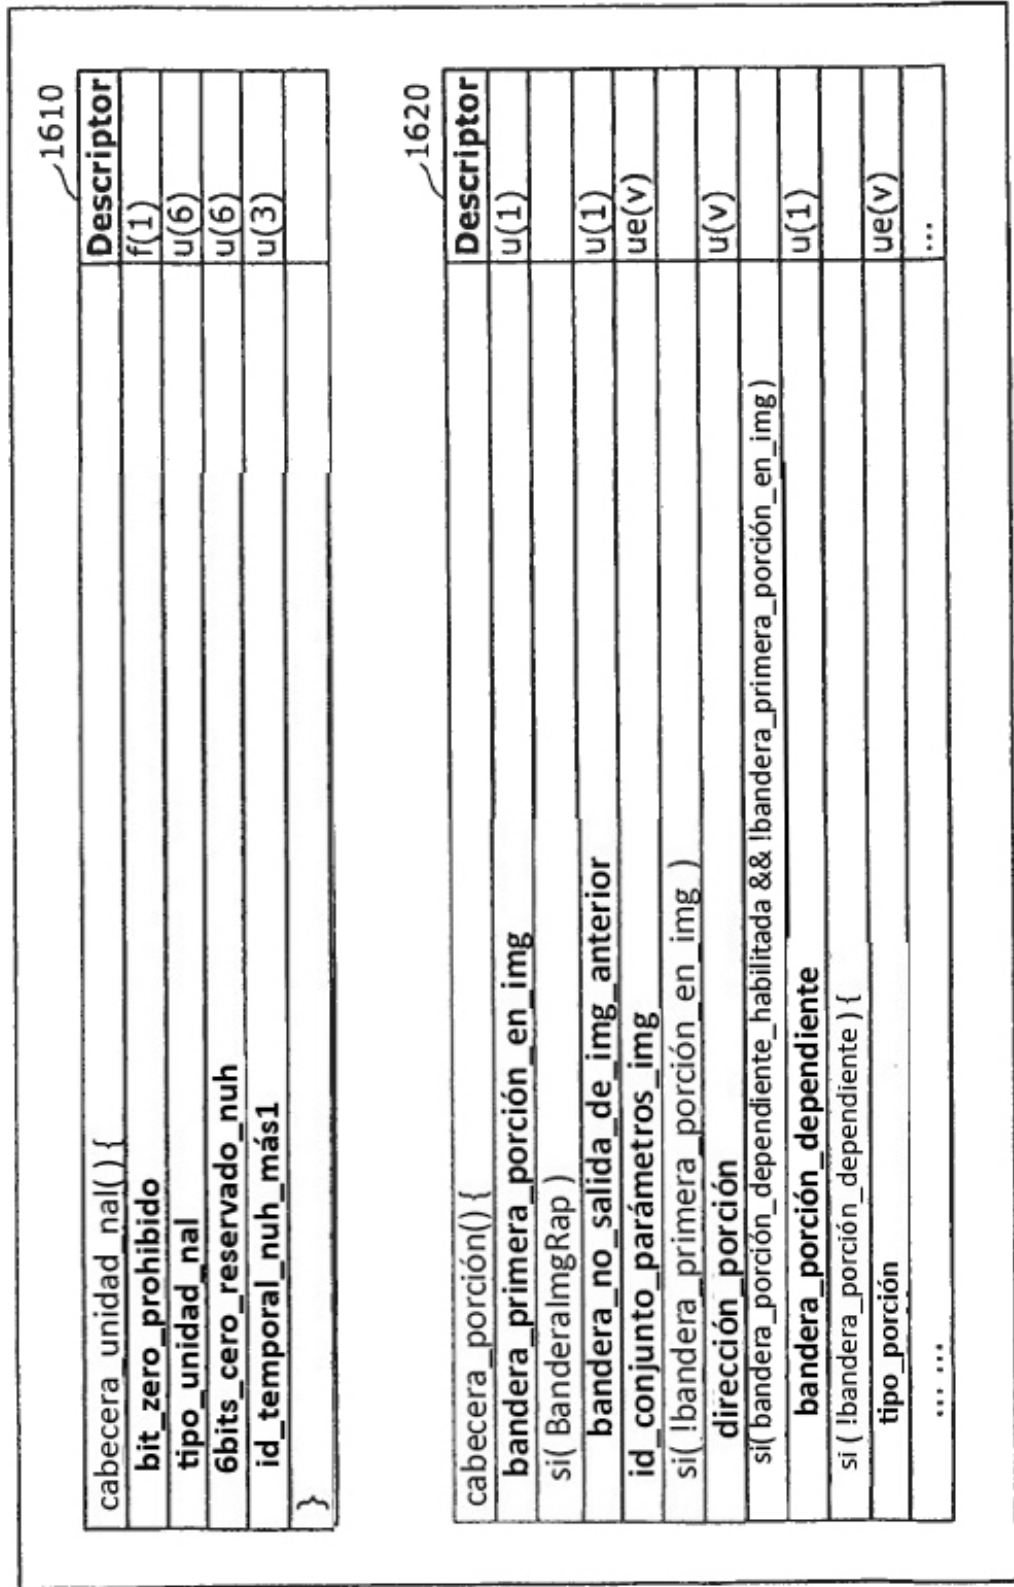 1610
cabecera_unidad_nal() { Descriptor
bit_zero_prohibido f(1)
tipo_unidad_nal u(6)
6bits_cero_reservado_nuh u(6)
id_temporal_nuh_más1 u(3)
}
1620
cabecera_porción() { Descriptor
bandera_primera_porción_en_img u(1)
si( BanderaImgRap )
bandera_no_salida_de_img_anterior u(1)
id_conjunto_parámetros_img ue(v)
si( !bandera_primera_porción_en_img )
dirección_porción u(v)
si( bandera_porción_dependiente_habilitada && !bandera_primera_porción_en_img )
bandera_porción_dependiente u(1)
si ( !bandera_porción_dependiente ) {
tipo_porción ue(v)
... ... ...